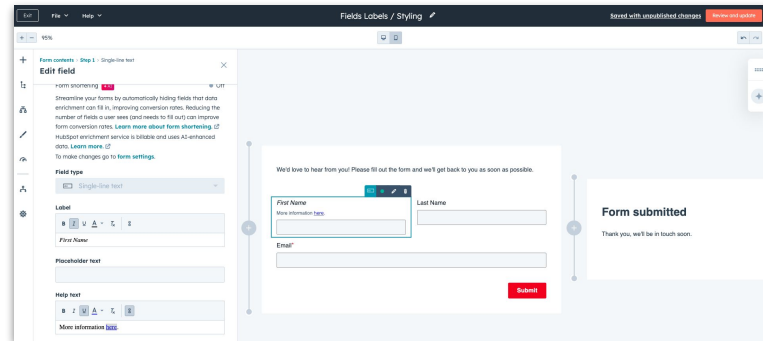 Exit File Help Fields Labels / Styling Saved with unpublished changes Review and update
+ − 95%
Form contents > Step 1 > Single-line text
Edit field
Form shortening Off
Streamline your forms by automatically hiding fields that data
enrichment can fill in, improving conversion rates. Reducing the
number of fields a user sees (and needs to fill out) can improve
form conversion rates. Learn more about form shortening.
HubSpot enrichment service is billable and uses AI-enhanced
data. Learn more.
To make changes go to form settings.
Field type
Single-line text
Label
B I U A
First Name
Placeholder text
Help text
B I U A
More information here.
We'd love to hear from you! Please fill out the form and we'll get back to you as soon as possible.
First Name
More information here.
Last Name
Email*
Submit
Form submitted
Thank you, we'll be in touch soon.